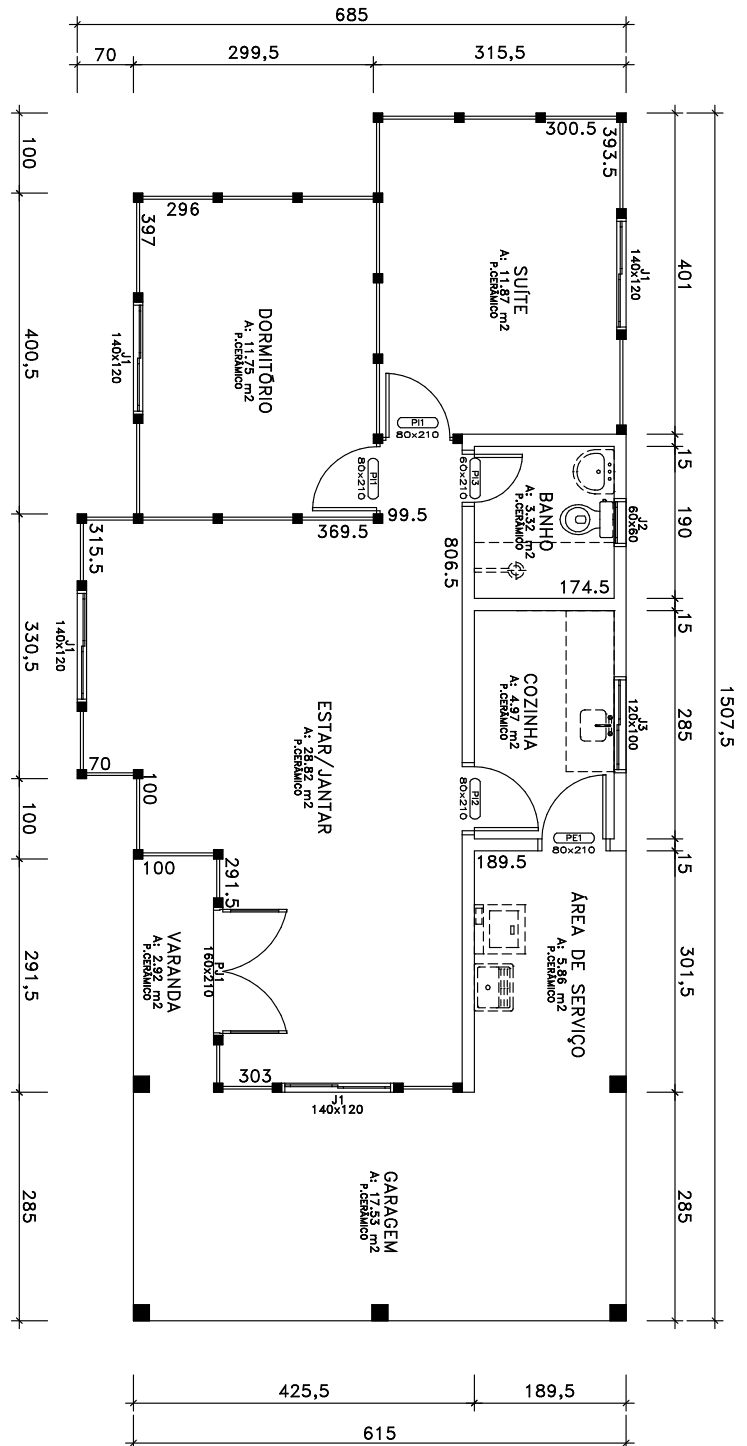 685
70
299,5
315,5
100
400,5
330,5
100
291,5
285
401
15
190
15
285
15
301,5
285
1507,5
300.5
393.5
SUÍTE
A: 11.87 m2
P.CERÂMICO
J1
140x120
296
397
DORMITÓRIO
A: 11.75 m2
P.CERÂMICO
J1
140x120
PI1
80x210
PI1
80x210
PI3
60x210
BANHO
A: 3.32 m2
P.CERÂMICO
J2
60x60
174.5
99.5
369.5
806.5
315.5
J1
140x120
70
100
100
ESTAR/JANTAR
A: 28.82 m2
P.CERÂMICO
COZINHA
A: 4.97 m2
P.CERÂMICO
J3
120x100
PI2
80x210
PE1
80x210
189.5
291.5
VARANDA
A: 2.92 m2
P.CERÂMICO
PJ1
160x210
ÁREA DE SERVIÇO
A: 5.86 m2
P.CERÂMICO
303
J1
140x120
GARAGEM
A: 17.53 m2
P.CERÂMICO
425,5
189,5
615